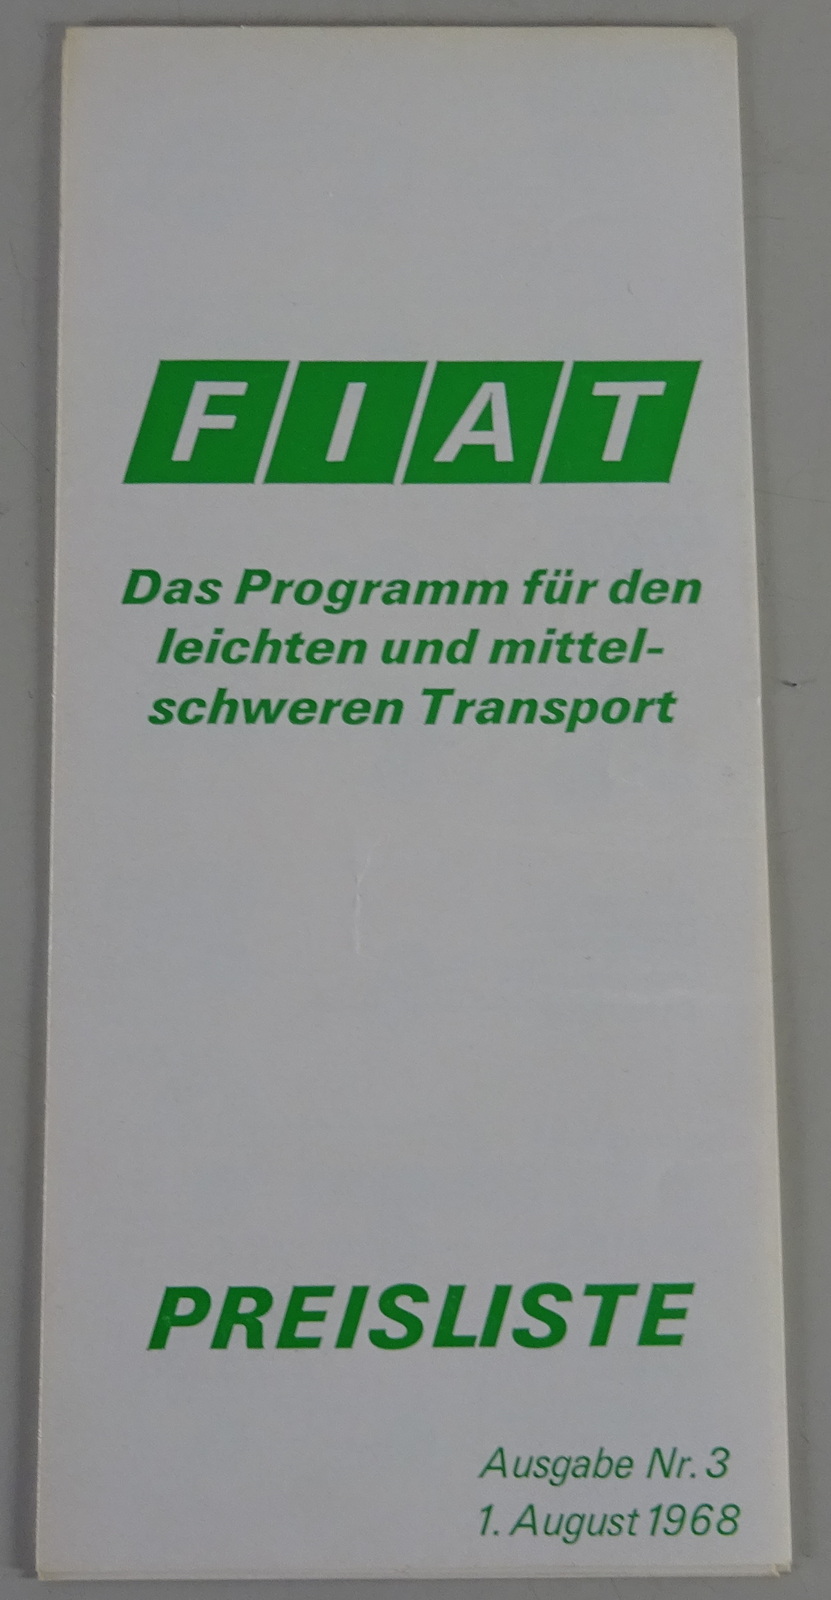 FIAT
Das Programm für den
leichten und mittel-
schweren Transport
PREISLISTE
Ausgabe Nr. 3
1. August 1968